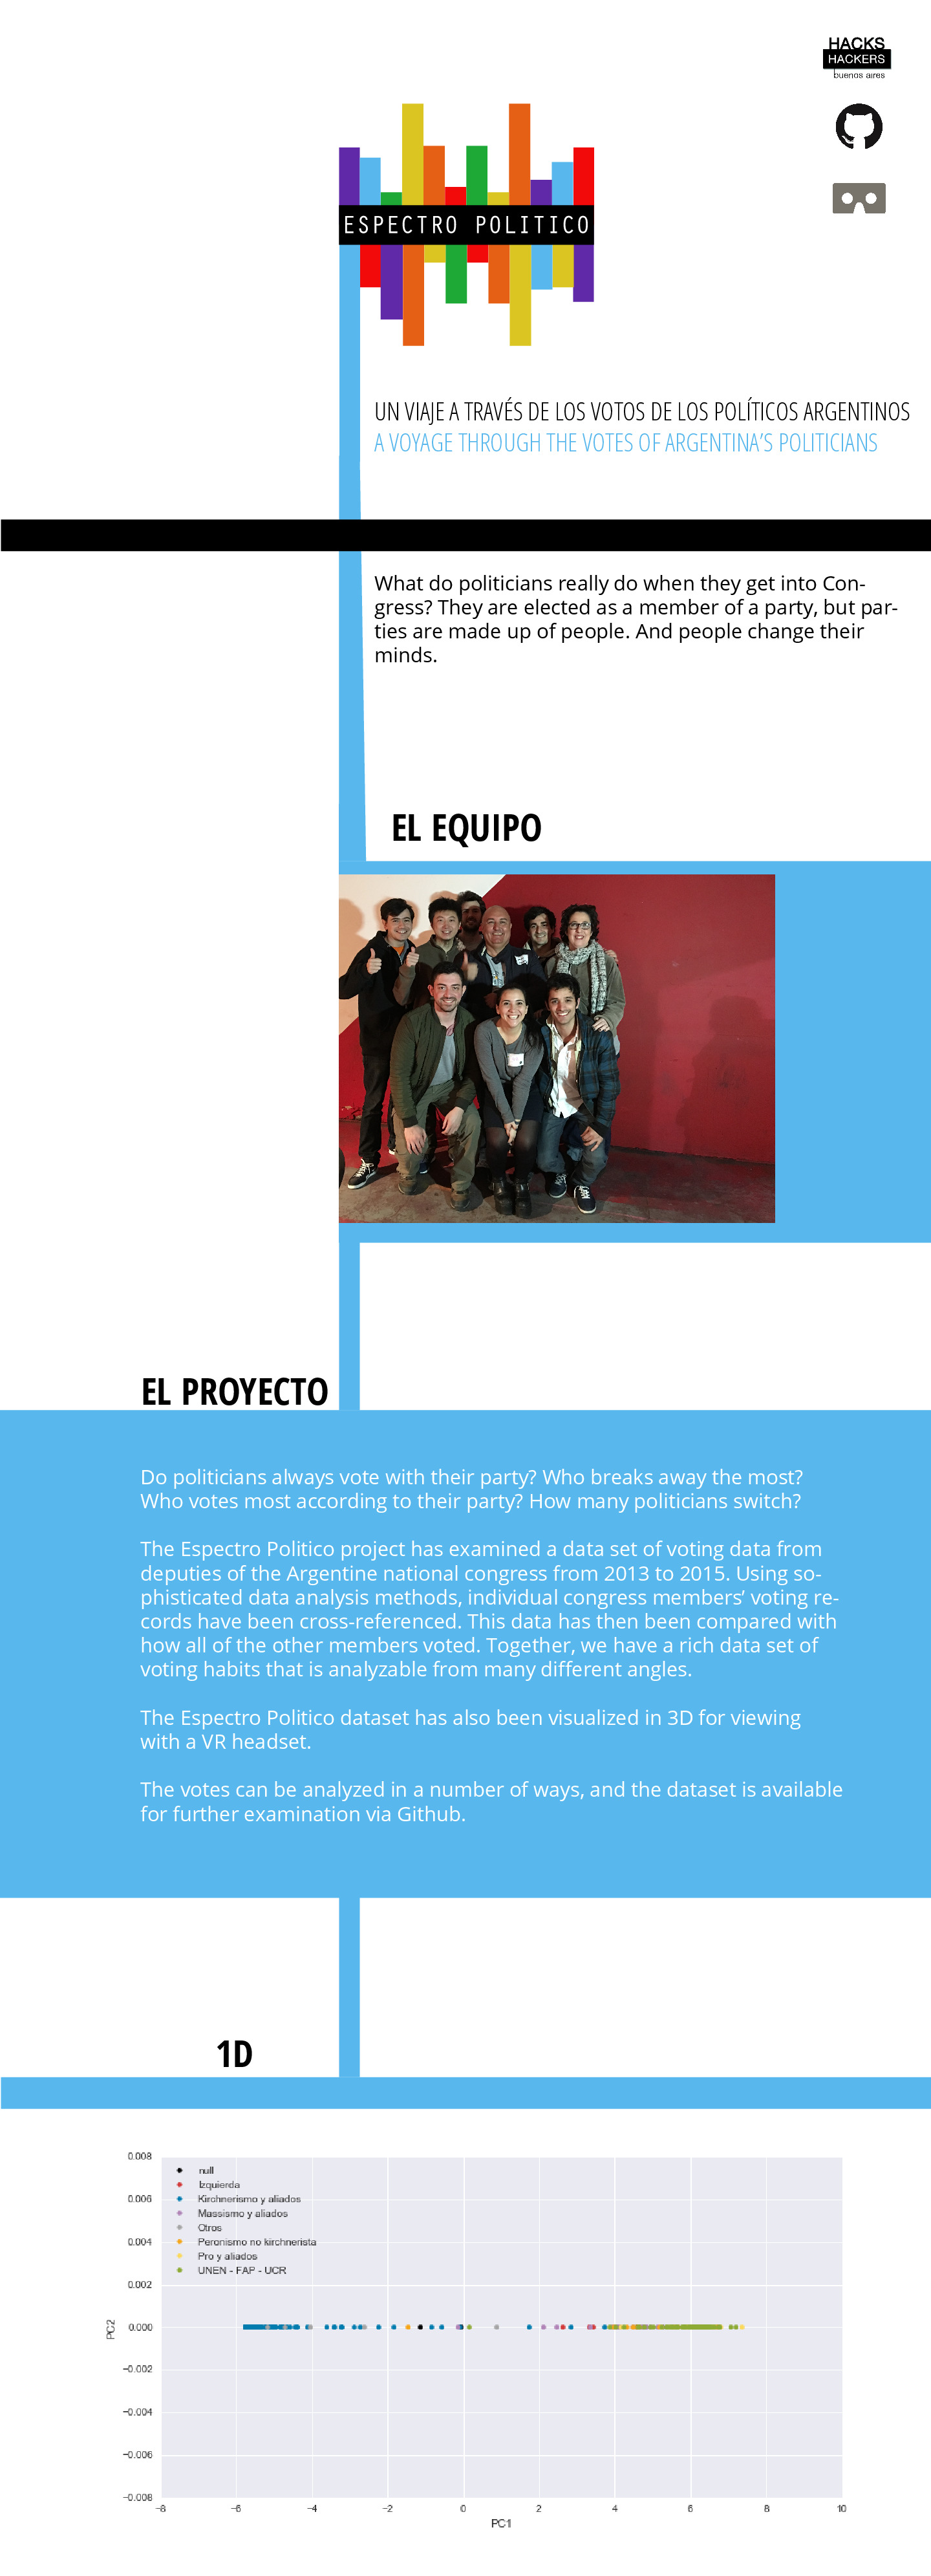 HACKS
HACKERS
buenos aires
ESPECTRO POLITICO
UN VIAJE A TRAVÉS DE LOS VOTOS DE LOS POLÍTICOS ARGENTINOS
A VOYAGE THROUGH THE VOTES OF ARGENTINA’S POLITICIANS
What do politicians really do when they get into Con-
gress? They are elected as a member of a party, but par-
ties are made up of people. And people change their
minds.
EL EQUIPO
EL PROYECTO
Do politicians always vote with their party? Who breaks away the most?
Who votes most according to their party? How many politicians switch?
The Espectro Politico project has examined a data set of voting data from
deputies of the Argentine national congress from 2013 to 2015. Using so-
phisticated data analysis methods, individual congress members’ voting re-
cords have been cross-referenced. This data has then been compared with
how all of the other members voted. Together, we have a rich data set of
voting habits that is analyzable from many different angles.
The Espectro Politico dataset has also been visualized in 3D for viewing
with a VR headset.
The votes can be analyzed in a number of ways, and the dataset is available
for further examination via Github.
1D
0.008
0.006
0.004
0.002
0.000
−0.002
−0.004
−0.006
−0.008
PC2
null
Izquierda
Kirchnerismo y aliados
Massismo y aliados
Otros
Peronismo no kirchnerista
Pro y aliados
UNEN - FAP - UCR
−8 −6 −4 −2 0 2 4 6 8 10
PC1